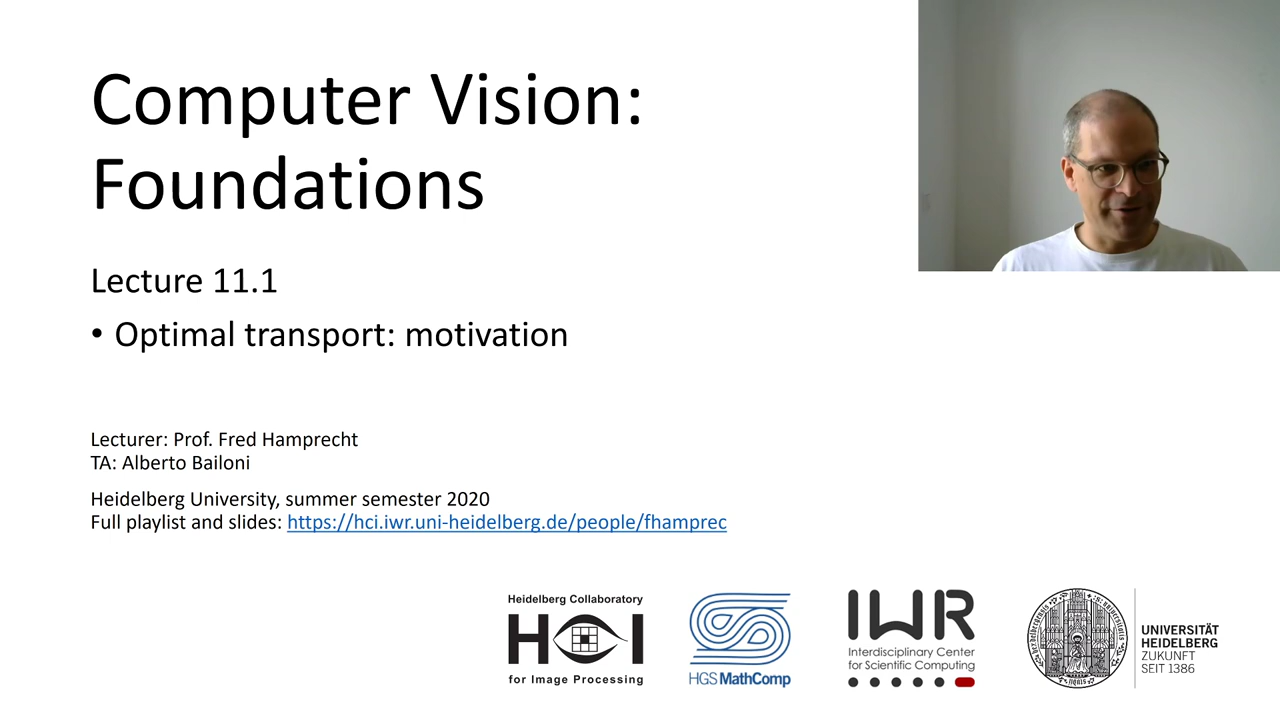 Computer Vision:
Foundations
Lecture 11.1
• Optimal transport: motivation
Lecturer: Prof. Fred Hamprecht
TA: Alberto Bailoni
Heidelberg University, summer semester 2020
Full playlist and slides: https://hci.iwr.uni-heidelberg.de/people/fhamprec
Heidelberg Collaboratory
HCI
for Image Processing
HGS MathComp
IWR
Interdisciplinary Center
for Scientific Computing
UNIVERSITÄT
HEIDELBERG
ZUKUNFT
SEIT 1386